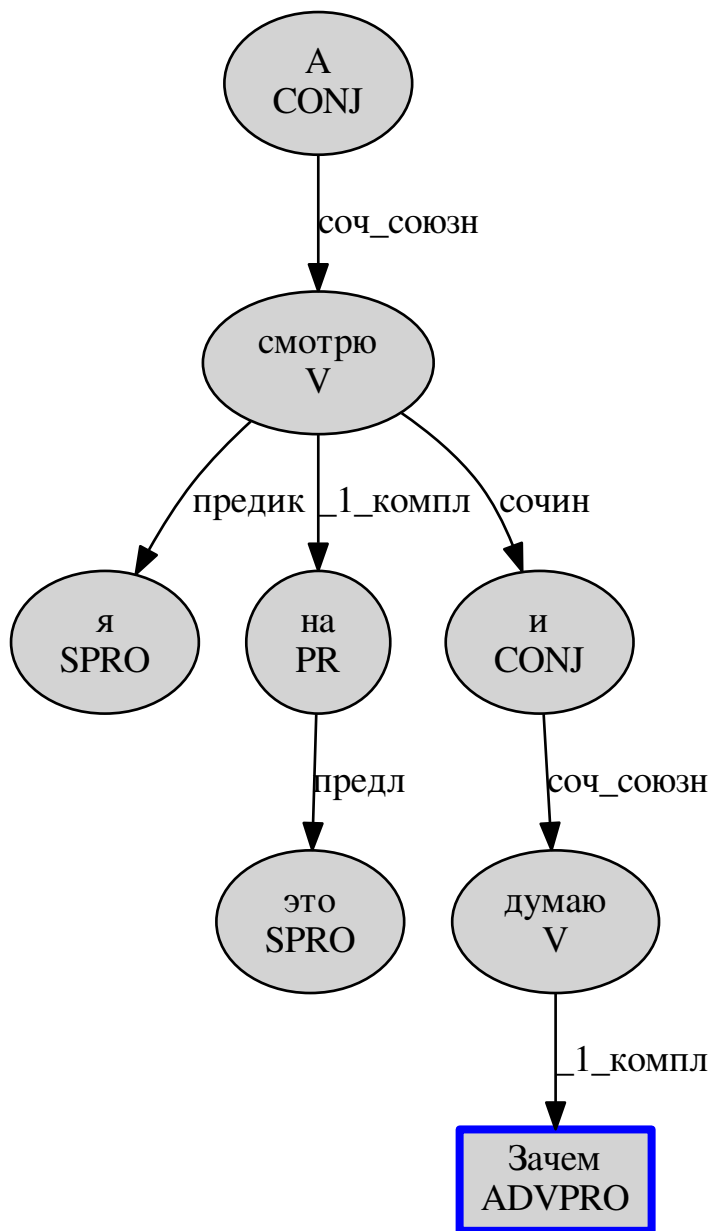 А
CONJ
соч_союзн
смотрю
V
предик
_1_компл
сочин
я
SPRO
на
PR
и
CONJ
предл
соч_союзн
это
SPRO
думаю
V
_1_компл
Зачем
ADVPRO